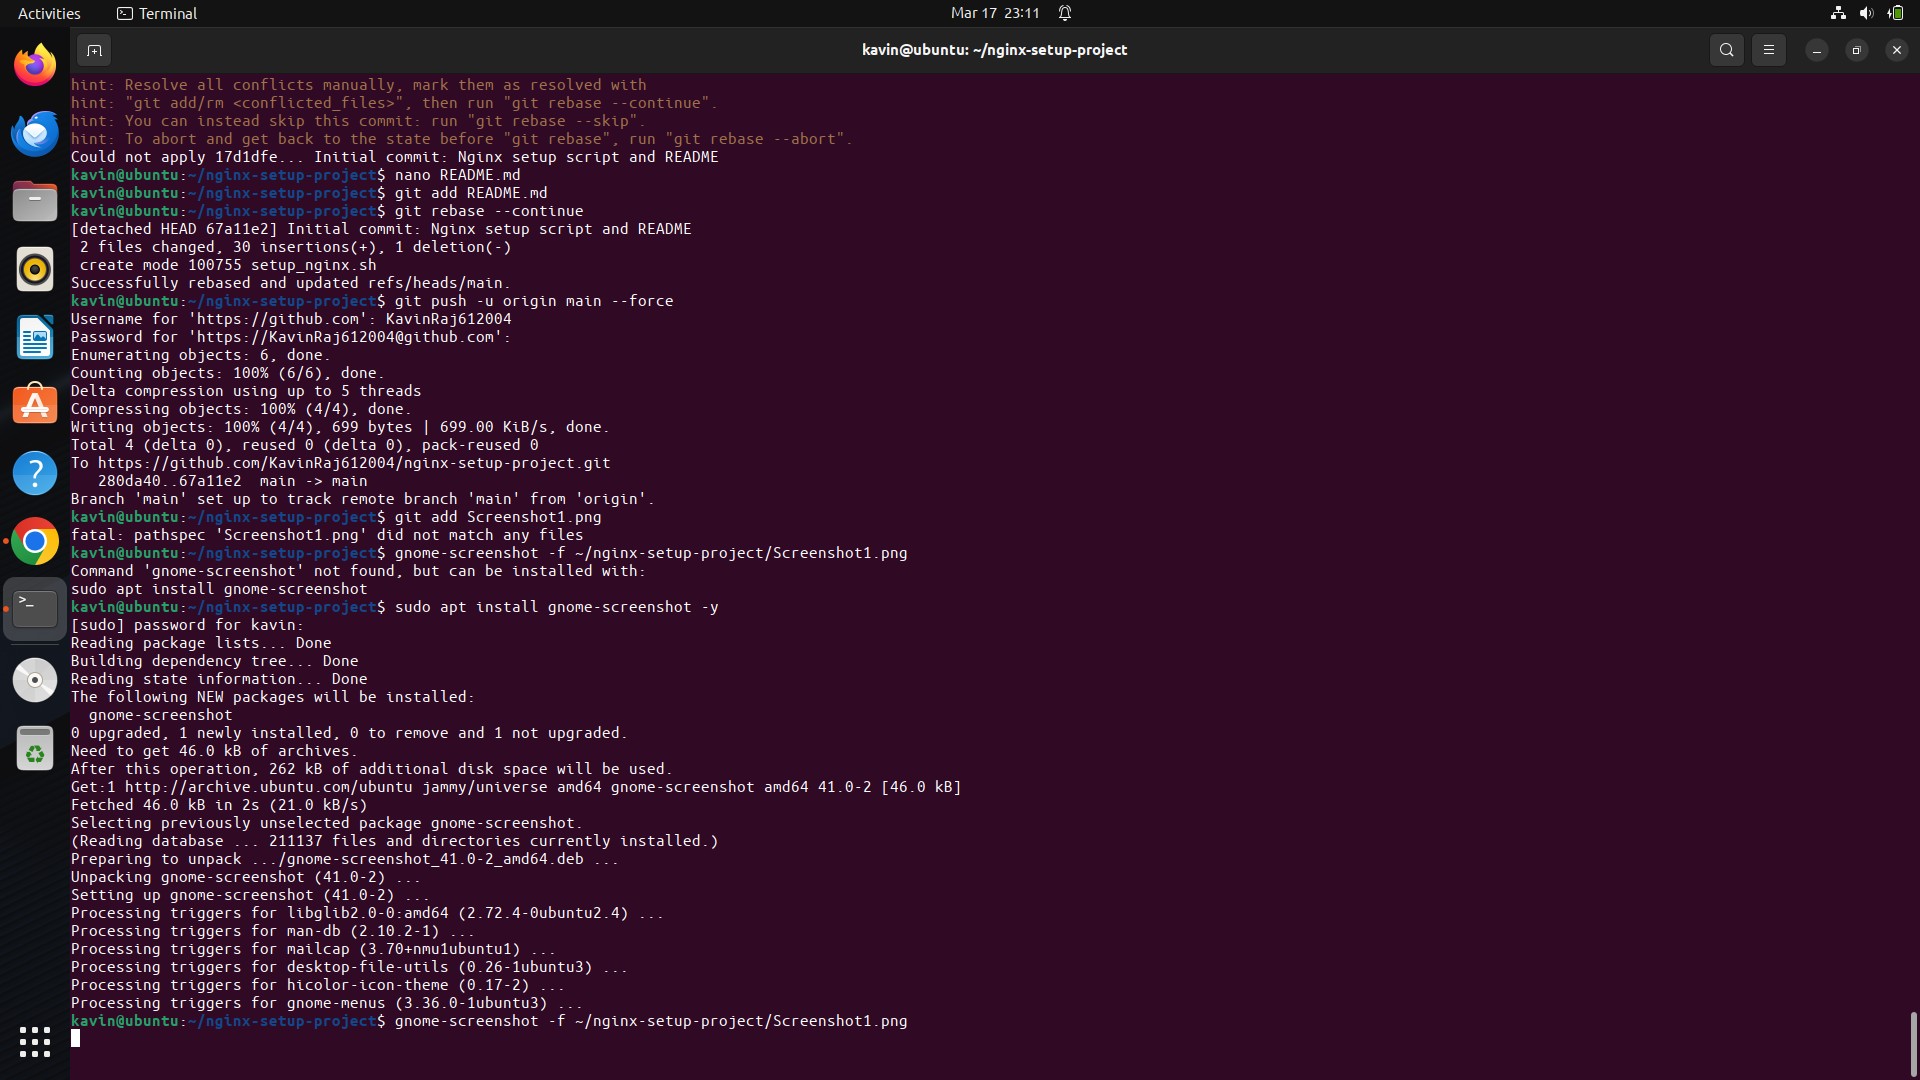 Activities
Terminal
Mar 17 23:11
kavin@ubuntu: ~/nginx-setup-project
hint: Resolve all conflicts manually, mark them as resolved with
hint: "git add/rm <conflicted_files>", then run "git rebase --continue".
hint: You can instead skip this commit: run "git rebase --skip".
hint: To abort and get back to the state before "git rebase", run "git rebase --abort".
Could not apply 17d1dfe... Initial commit: Nginx setup script and README
kavin@ubuntu:~/nginx-setup-project$ nano README.md
kavin@ubuntu:~/nginx-setup-project$ git add README.md
kavin@ubuntu:~/nginx-setup-project$ git rebase --continue
[detached HEAD 67a11e2] Initial commit: Nginx setup script and README
 2 files changed, 30 insertions(+), 1 deletion(-)
 create mode 100755 setup_nginx.sh
Successfully rebased and updated refs/heads/main.
kavin@ubuntu:~/nginx-setup-project$ git push -u origin main --force
Username for 'https://github.com': KavinRaj612004
Password for 'https://KavinRaj612004@github.com':
Enumerating objects: 6, done.
Counting objects: 100% (6/6), done.
Delta compression using up to 5 threads
Compressing objects: 100% (4/4), done.
Writing objects: 100% (4/4), 699 bytes | 699.00 KiB/s, done.
Total 4 (delta 0), reused 0 (delta 0), pack-reused 0
To https://github.com/KavinRaj612004/nginx-setup-project.git
   280da40..67a11e2  main -> main
Branch 'main' set up to track remote branch 'main' from 'origin'.
kavin@ubuntu:~/nginx-setup-project$ git add Screenshot1.png
fatal: pathspec 'Screenshot1.png' did not match any files
kavin@ubuntu:~/nginx-setup-project$ gnome-screenshot -f ~/nginx-setup-project/Screenshot1.png
Command 'gnome-screenshot' not found, but can be installed with:
sudo apt install gnome-screenshot
kavin@ubuntu:~/nginx-setup-project$ sudo apt install gnome-screenshot -y
[sudo] password for kavin:
Reading package lists... Done
Building dependency tree... Done
Reading state information... Done
The following NEW packages will be installed:
  gnome-screenshot
0 upgraded, 1 newly installed, 0 to remove and 1 not upgraded.
Need to get 46.0 kB of archives.
After this operation, 262 kB of additional disk space will be used.
Get:1 http://archive.ubuntu.com/ubuntu jammy/universe amd64 gnome-screenshot amd64 41.0-2 [46.0 kB]
Fetched 46.0 kB in 2s (21.0 kB/s)
Selecting previously unselected package gnome-screenshot.
(Reading database ... 211137 files and directories currently installed.)
Preparing to unpack .../gnome-screenshot_41.0-2_amd64.deb ...
Unpacking gnome-screenshot (41.0-2) ...
Setting up gnome-screenshot (41.0-2) ...
Processing triggers for libglib2.0-0:amd64 (2.72.4-0ubuntu2.4) ...
Processing triggers for man-db (2.10.2-1) ...
Processing triggers for mailcap (3.70+nmu1ubuntu1) ...
Processing triggers for desktop-file-utils (0.26-1ubuntu3) ...
Processing triggers for hicolor-icon-theme (0.17-2) ...
Processing triggers for gnome-menus (3.36.0-1ubuntu3) ...
kavin@ubuntu:~/nginx-setup-project$ gnome-screenshot -f ~/nginx-setup-project/Screenshot1.png